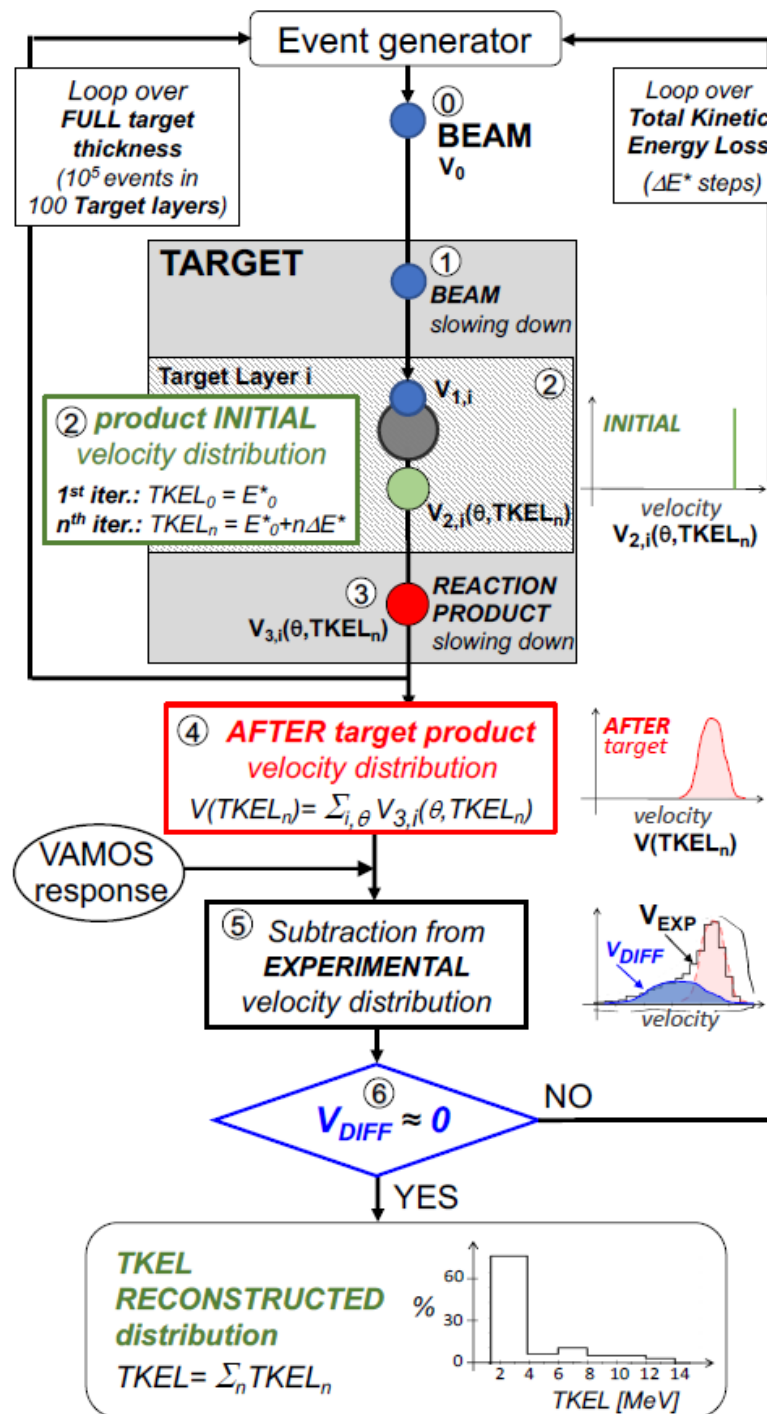 Event generator
Loop over
FULL target
thickness
(10⁵ events in
100 Target layers)
⓪
BEAM
V₀
Loop over
Total Kinetic
Energy Loss
(ΔE* steps)
TARGET
①
BEAM
slowing down
Target Layer i
②
V₁,ᵢ
② product INITIAL
velocity distribution
1ˢᵗ iter.: TKEL₀ = E*₀
nᵗʰ iter.: TKELₙ = E*₀+nΔE*
V₂,ᵢ(θ,TKELₙ)
INITIAL
velocity
V₂,ᵢ(θ,TKELₙ)
③
REACTION
PRODUCT
slowing down
V₃,ᵢ(θ,TKELₙ)
④ AFTER target product
velocity distribution
V(TKELₙ)= Σᵢ,θ V₃,ᵢ(θ,TKELₙ)
AFTER
target
velocity
V(TKELₙ)
VAMOS
response
⑤ Subtraction from
EXPERIMENTAL
velocity distribution
V_EXP
V_DIFF
velocity
⑥
V_DIFF ≈ 0
NO
YES
TKEL
RECONSTRUCTED
distribution
TKEL= Σₙ TKELₙ
%
60
30
0
2 4 6 8 10 12 14
TKEL [MeV]